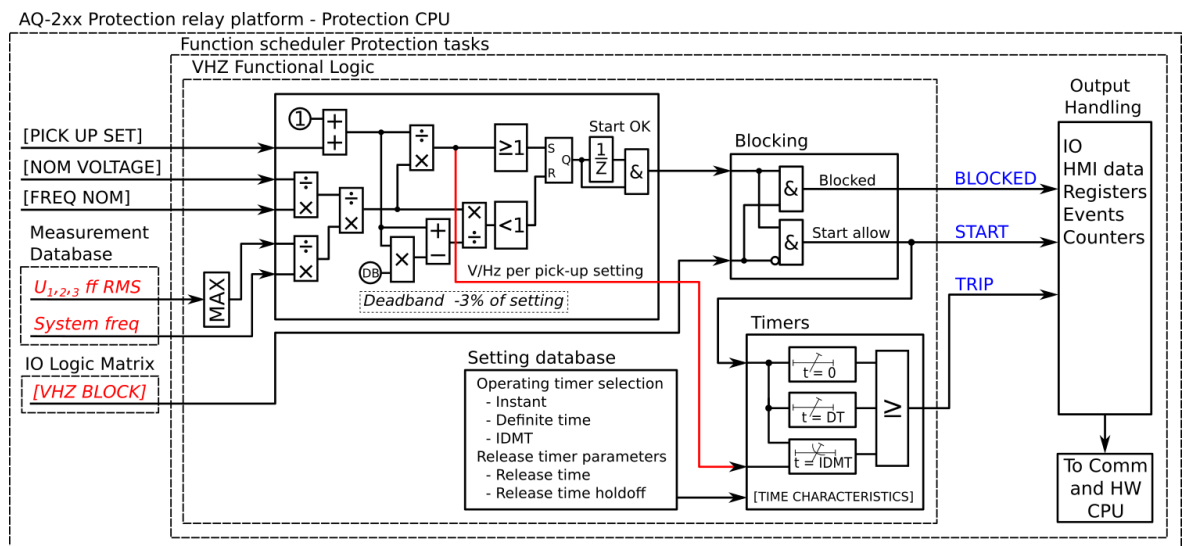 AQ-2xx Protection relay platform - Protection CPU
Function scheduler Protection tasks
VHZ Functional Logic
[PICK UP SET]
[NOM VOLTAGE]
[FREQ NOM]
Measurement
Database
U1,2,3 ff RMS
System freq
IO Logic Matrix
[VHZ BLOCK]
MAX
1
+
+
÷
×
÷
×
÷
×
÷
×
≥1
S
R
Q
Start OK
1
Z
&
×
÷
<1
+
−
×
DB
V/Hz per pick-up setting
Deadband -3% of setting
Blocking
&
Blocked
&
Start allow
BLOCKED
START
TRIP
Output
Handling
IO
HMI data
Registers
Events
Counters
To Comm
and HW
CPU
Setting database
Operating timer selection
- Instant
- Definite time
- IDMT
Release timer parameters
- Release time
- Release time holdoff
Timers
t = 0
t = DT
t = IDMT
≥
[TIME CHARACTERISTICS]